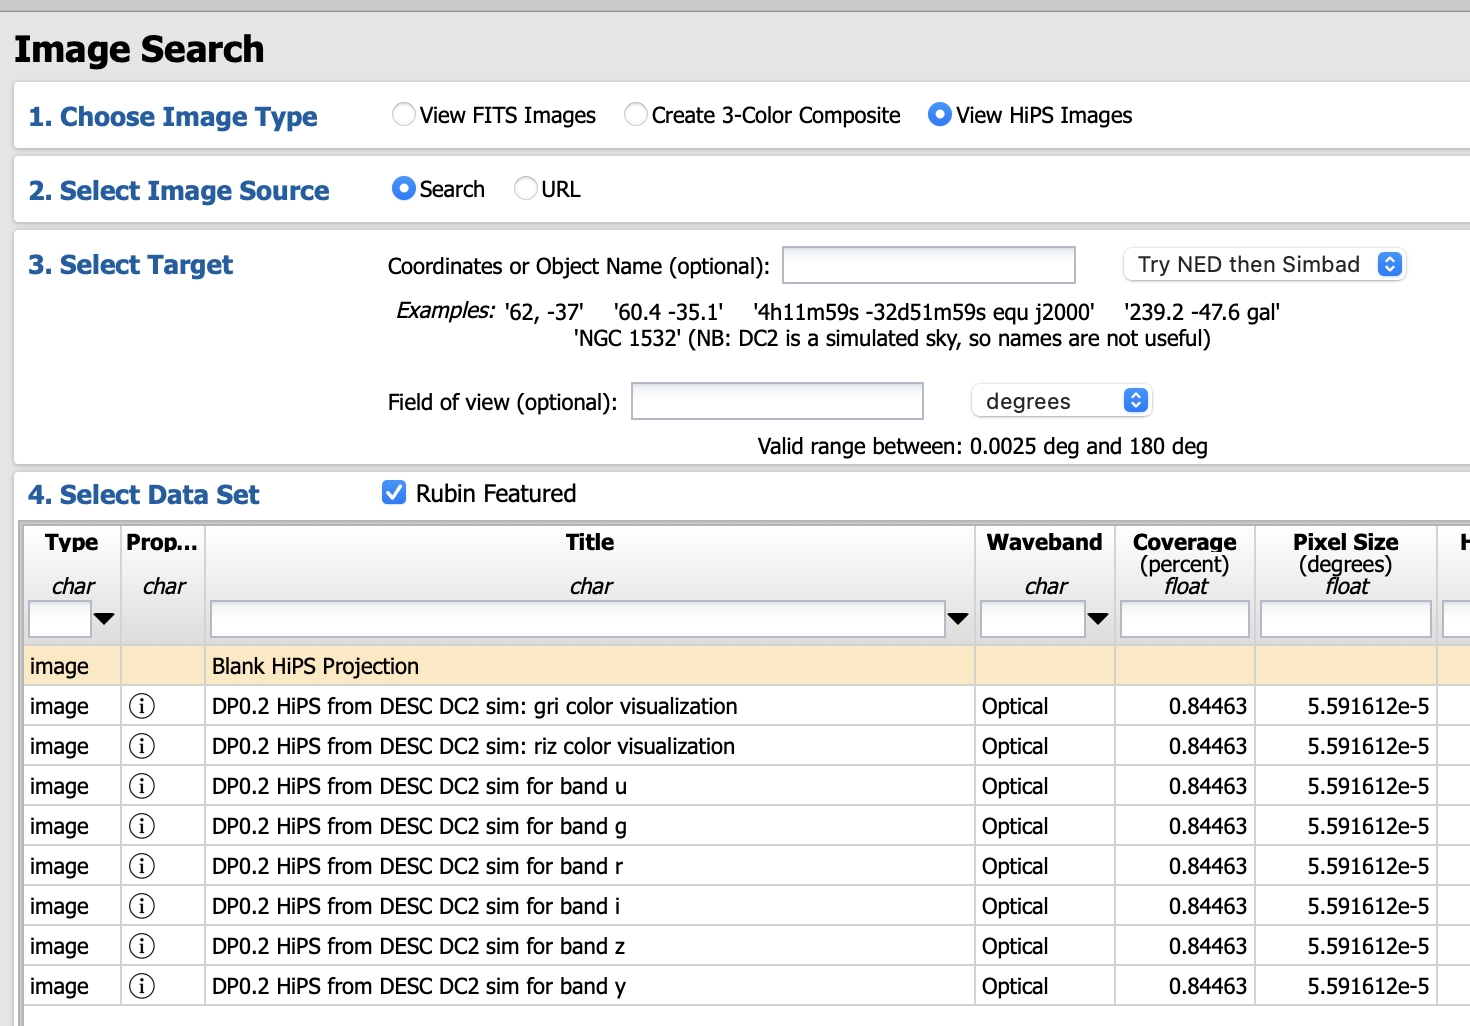 Image Search
1. Choose Image Type View FITS Images Create 3-Color Composite View HiPS Images
2. Select Image Source Search URL
3. Select Target Coordinates or Object Name (optional): Try NED then Simbad
Examples: '62, -37' '60.4 -35.1' '4h11m59s -32d51m59s equ j2000' '239.2 -47.6 gal'
'NGC 1532' (NB: DC2 is a simulated sky, so names are not useful)
Field of view (optional): degrees
Valid range between: 0.0025 deg and 180 deg
4. Select Data Set Rubin Featured
Type Prop... Title Waveband Coverage Pixel Size H
(percent) (degrees)
char char char char float float
image Blank HiPS Projection
image DP0.2 HiPS from DESC DC2 sim: gri color visualization Optical 0.84463 5.591612e-5
image DP0.2 HiPS from DESC DC2 sim: riz color visualization Optical 0.84463 5.591612e-5
image DP0.2 HiPS from DESC DC2 sim for band u Optical 0.84463 5.591612e-5
image DP0.2 HiPS from DESC DC2 sim for band g Optical 0.84463 5.591612e-5
image DP0.2 HiPS from DESC DC2 sim for band r Optical 0.84463 5.591612e-5
image DP0.2 HiPS from DESC DC2 sim for band i Optical 0.84463 5.591612e-5
image DP0.2 HiPS from DESC DC2 sim for band z Optical 0.84463 5.591612e-5
image DP0.2 HiPS from DESC DC2 sim for band y Optical 0.84463 5.591612e-5